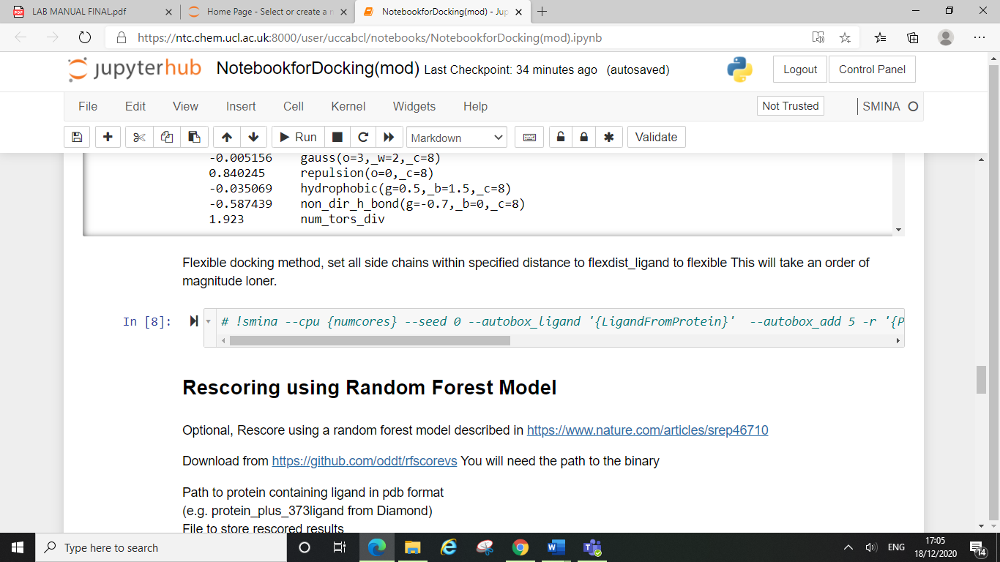 LAB MANUAL FINAL.pdf
Home Page - Select or create a n
NotebookforDocking(mod) - Jup
https://ntc.chem.ucl.ac.uk:8000/user/uccabcl/notebooks/NotebookforDocking(mod).ipynb
jupyterhub NotebookforDocking(mod) Last Checkpoint: 34 minutes ago (autosaved)
Logout Control Panel
File Edit View Insert Cell Kernel Widgets Help Not Trusted SMINA
Run Markdown Validate
-0.005156 gauss(o=3,_w=2,_c=8)
0.840245 repulsion(o=0,_c=8)
-0.035069 hydrophobic(g=0.5,_b=1.5,_c=8)
-0.587439 non_dir_h_bond(g=-0.7,_b=0,_c=8)
1.923 num_tors_div
Flexible docking method, set all side chains within specified distance to flexdist_ligand to flexible This will take an order of
magnitude loner.
In [8]: # !smina --cpu {numcores} --seed 0 --autobox_ligand '{LigandFromProtein}' --autobox_add 5 -r '{P
Rescoring using Random Forest Model
Optional, Rescore using a random forest model described in https://www.nature.com/articles/srep46710
Download from https://github.com/oddt/rfscorevs You will need the path to the binary
Path to protein containing ligand in pdb format
(e.g. protein_plus_373ligand from Diamond)
File to store rescored results
Type here to search
ENG
17:05
18/12/2020
14